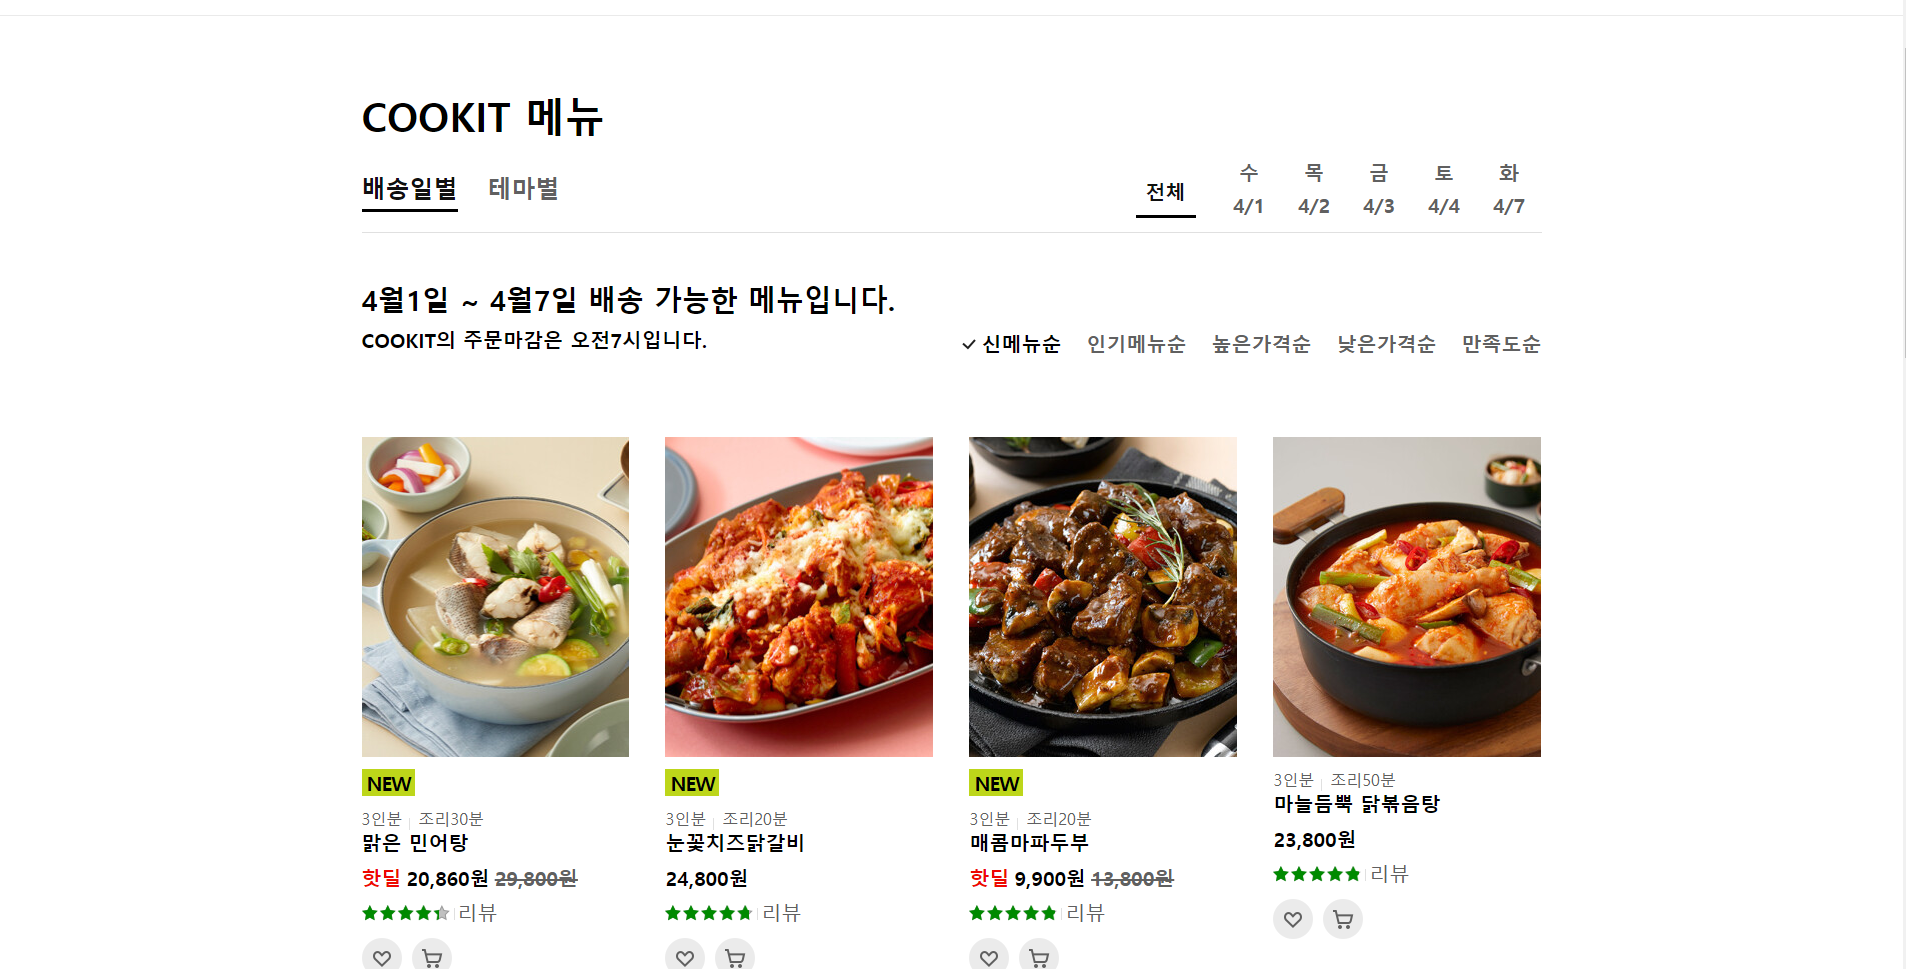 COOKIT 메뉴
배송일별 테마별
전체
수 목 금 토 화
4/1 4/2 4/3 4/4 4/7
4월1일 ~ 4월7일 배송 가능한 메뉴입니다.
COOKIT의 주문마감은 오전7시입니다.
신메뉴순 인기메뉴순 높은가격순 낮은가격순 만족도순
NEW
3인분 조리30분
맑은 민어탕
핫딜 20,860원 29,800원
리뷰
NEW
3인분 조리20분
눈꽃치즈닭갈비
24,800원
리뷰
NEW
3인분 조리20분
매콤마파두부
핫딜 9,900원 13,800원
리뷰
3인분 조리50분
마늘듬뿍 닭볶음탕
23,800원
리뷰